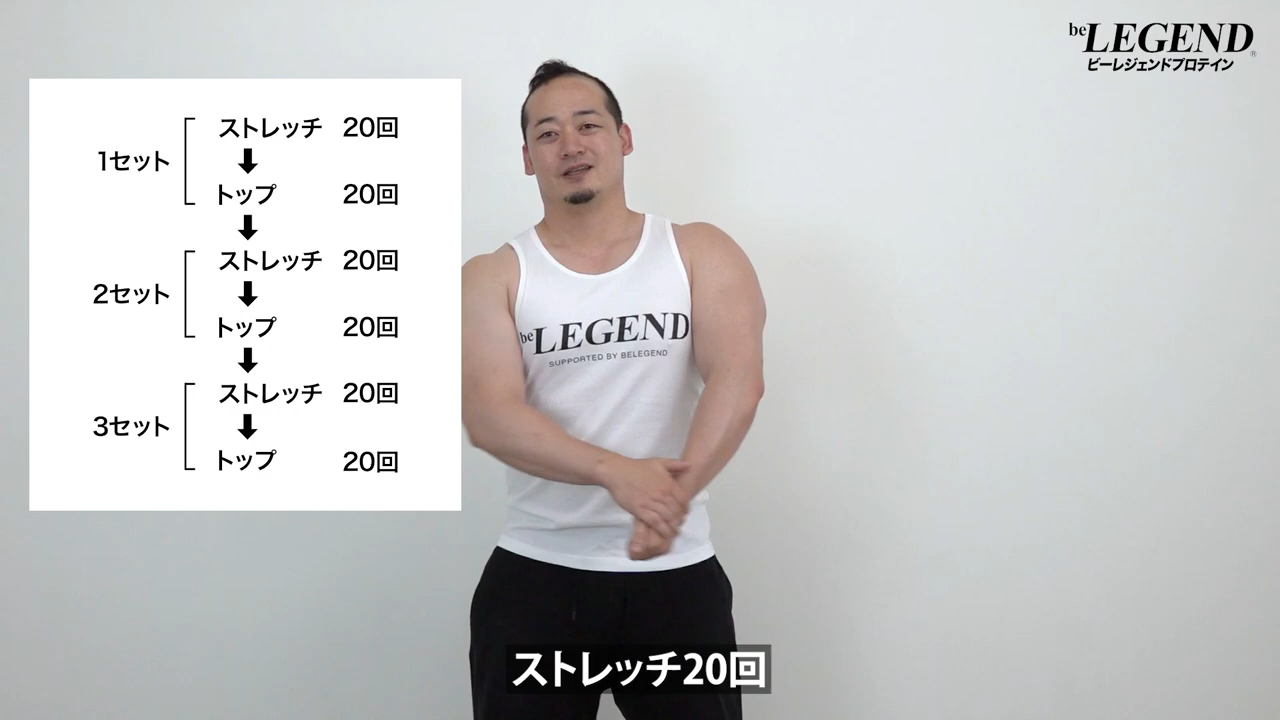 be LEGEND®
ビーレジェンドプロテイン
1セット
ストレッチ 20回
⬇
トップ 20回
⬇
2セット
ストレッチ 20回
⬇
トップ 20回
⬇
3セット
ストレッチ 20回
⬇
トップ 20回
be LEGEND
SUPPORTED BY BELEGEND
ストレッチ20回